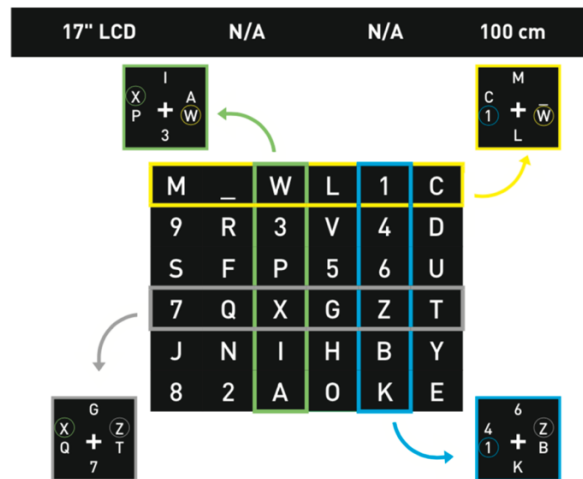 17" LCD N/A N/A 100 cm
I
X A
P + W
3
M
C _
1 + W
L
M _ W L 1 C
9 R 3 V 4 D
S F P 5 6 U
7 Q X G Z T
J N I H B Y
8 2 A O K E
G
X Z
Q + T
7
6
4 Z
1 + B
K